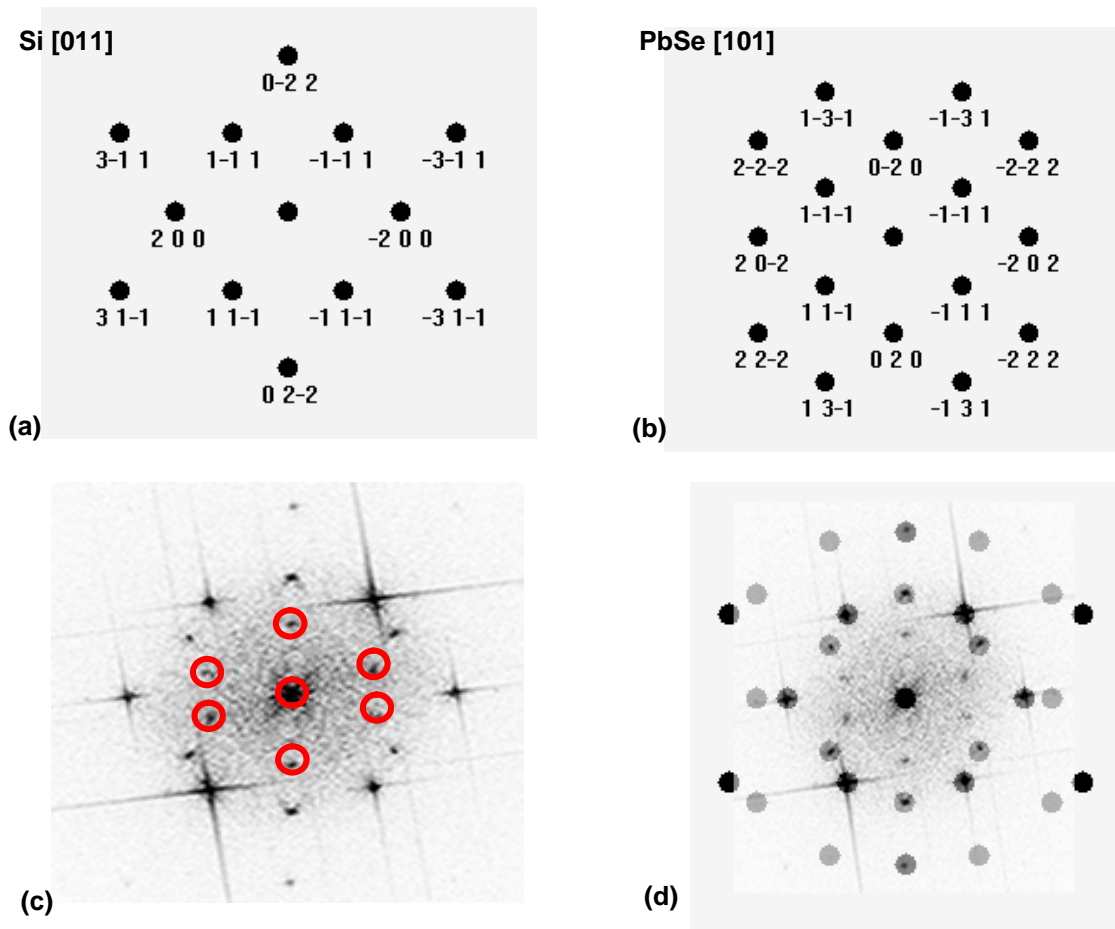 Si [011]
0-2 2
3-1 1 1-1 1 -1-1 1 -3-1 1
2 0 0 -2 0 0
3 1-1 1 1-1 -1 1-1 -3 1-1
0 2-2
(a)
PbSe [101]
1-3-1 -1-3 1
2-2-2 0-2 0 -2-2 2
1-1-1 -1-1 1
2 0-2 -2 0 2
1 1-1 -1 1 1
2 2-2 0 2 0 -2 2 2
1 3-1 -1 3 1
(b)
(c)
(d)